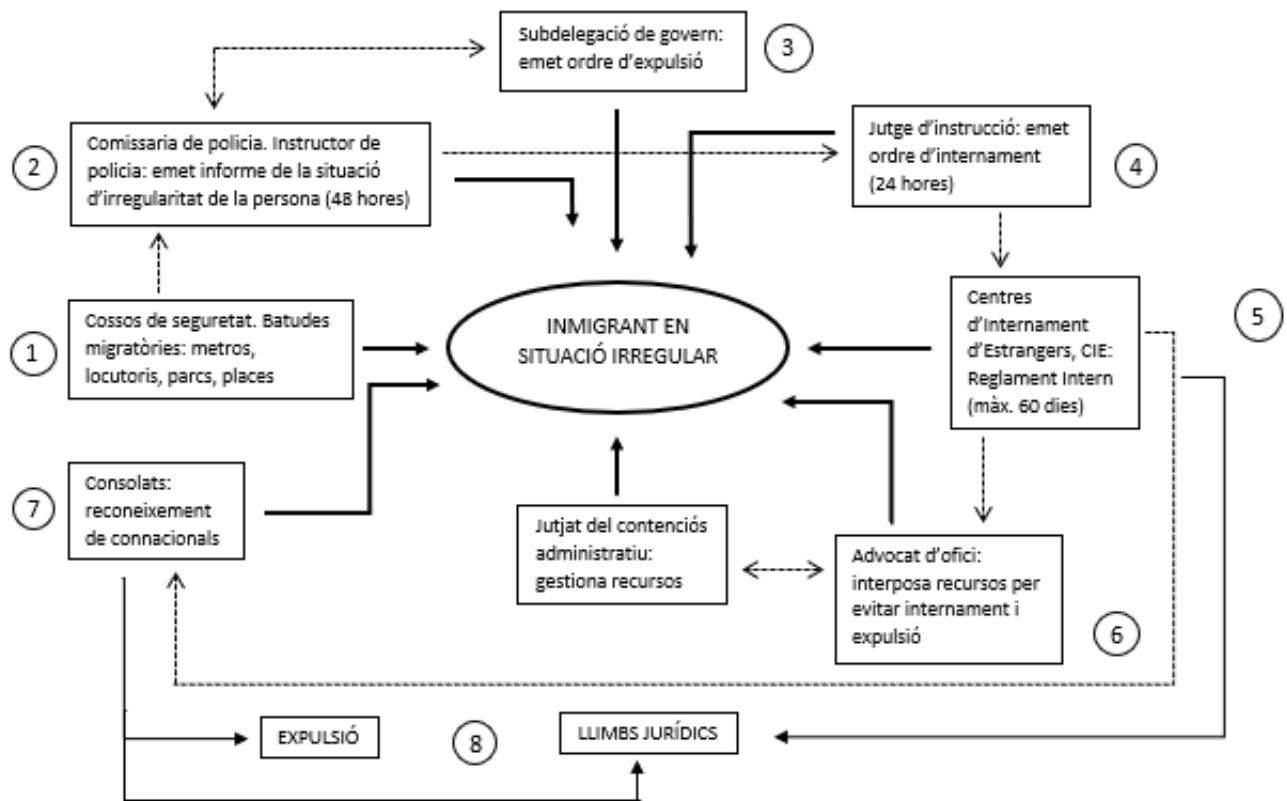 Subdelegació de govern:
emet ordre d'expulsió
3
2
Comissaria de policia. Instructor de
policia: emet informe de la situació
d'irregularitat de la persona (48 hores)
Jutge d'instrucció: emet
ordre d'internament
(24 hores)
4
1
Cossos de seguretat. Batudes
migratòries: metros,
locutoris, parcs, places
INMIGRANT EN
SITUACIÓ IRREGULAR
Centres
d'Internament
d'Estrangers, CIE:
Reglament Intern
(màx. 60 dies)
5
7
Consolats:
reconeixement
de connacionals
Jutjat del contenciós
administratiu:
gestiona recursos
Advocat d'ofici:
interposa recursos per
evitar internament i
expulsió
6
EXPULSIÓ
8
LLIMBS JURÍDICS